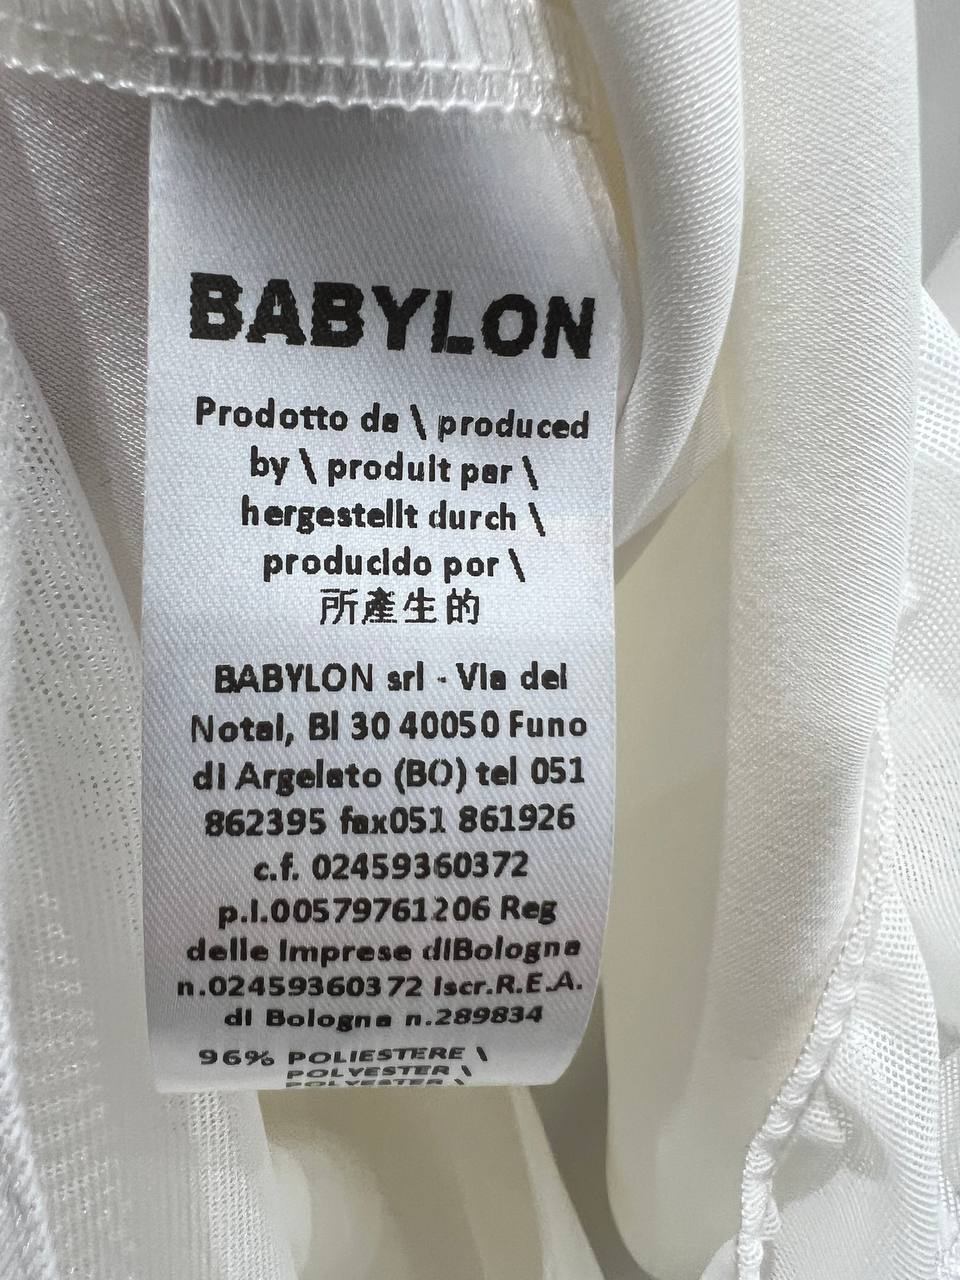 BABYLON
Prodotto da \ produced
by \ produit par \
hergestellt durch \
producido por \
所產生的
BABYLON srl - Via dei
Notai, Bl 30 40050 Funo
di Argelato (BO) tel 051
862395 fax051 861926
c.f. 02459360372
p.I.00579761206 Reg
delle Imprese diBologna
n.02459360372 Iscr.R.E.A.
di Bologna n.289834
96% POLIESTERE \
POLYESTER \
POLYESTER \